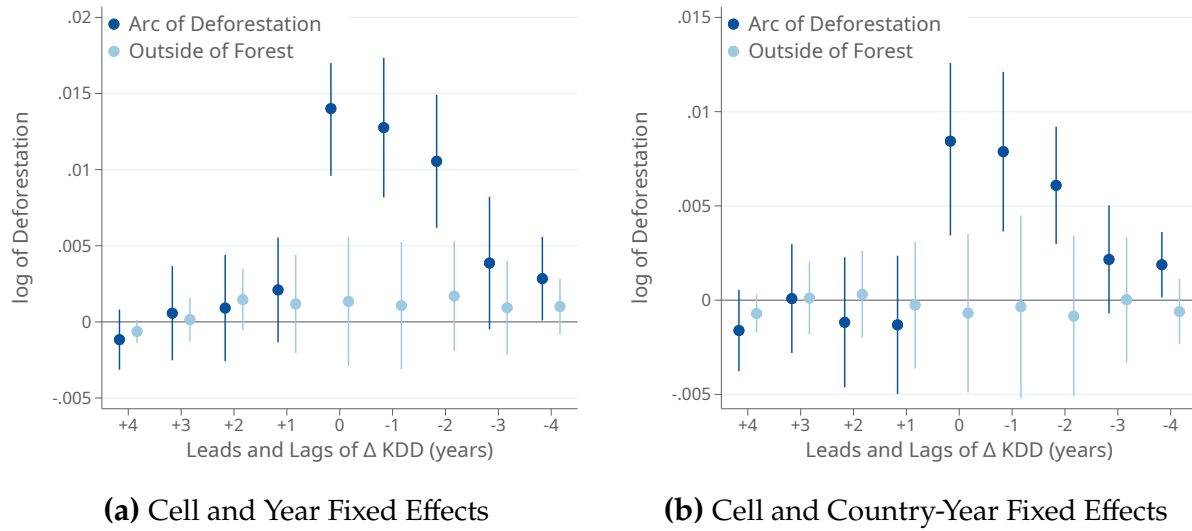 Arc of Deforestation
Outside of Forest
log of Deforestation
.02
.015
.01
.005
0
-.005
+4 +3 +2 +1 0 -1 -2 -3 -4
Leads and Lags of Δ KDD (years)
(a) Cell and Year Fixed Effects
Arc of Deforestation
Outside of Forest
log of Deforestation
.015
.01
.005
0
-.005
+4 +3 +2 +1 0 -1 -2 -3 -4
Leads and Lags of Δ KDD (years)
(b) Cell and Country-Year Fixed Effects